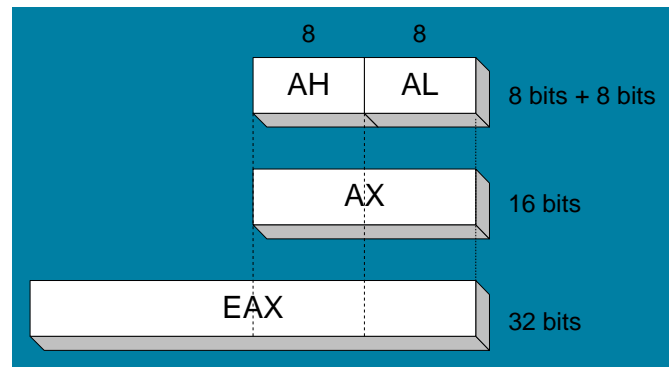 8 8
AH AL 8 bits + 8 bits
AX 16 bits
EAX 32 bits